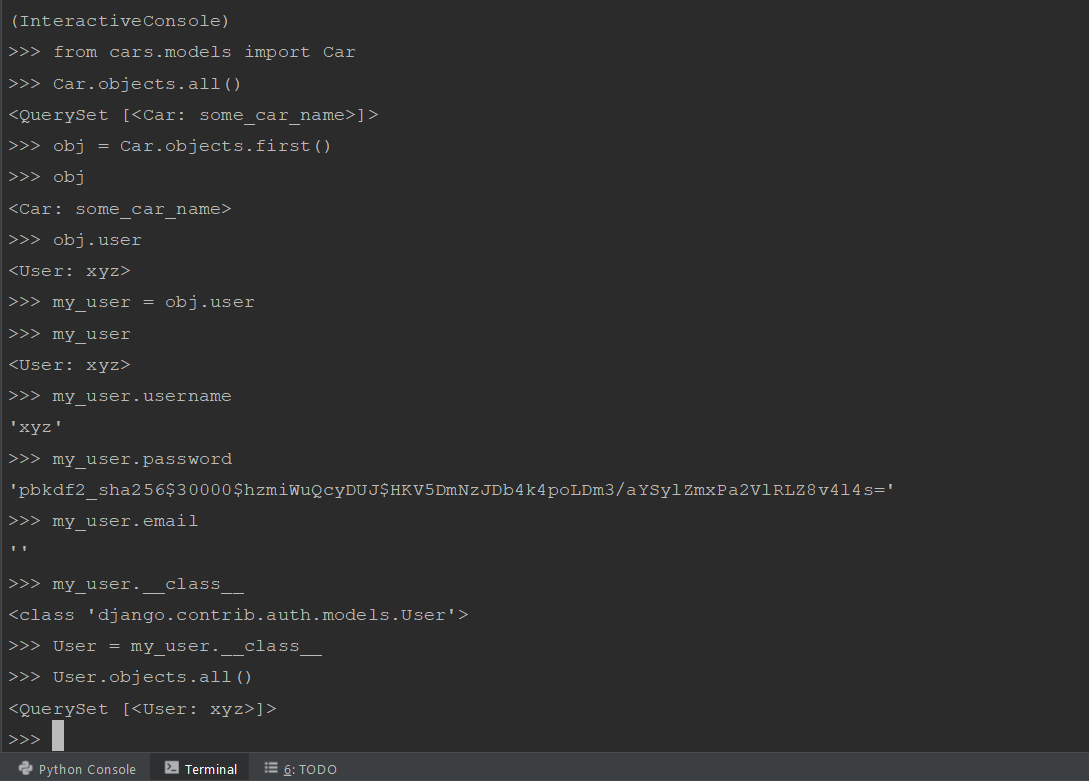 (InteractiveConsole)
>>> from cars.models import Car
>>> Car.objects.all()
<QuerySet [<Car: some_car_name>]>
>>> obj = Car.objects.first()
>>> obj
<Car: some_car_name>
>>> obj.user
<User: xyz>
>>> my_user = obj.user
>>> my_user
<User: xyz>
>>> my_user.username
'xyz'
>>> my_user.password
'pbkdf2_sha256$30000$hzmiWuQcyDUJ$HKV5DmNzJDb4k4poLDm3/aYSylZmxPa2VlRLZ8v4l4s='
>>> my_user.email
''
>>> my_user.__class__
<class 'django.contrib.auth.models.User'>
>>> User = my_user.__class__
>>> User.objects.all()
<QuerySet [<User: xyz>]>
>>>
Python Console Terminal 6: TODO